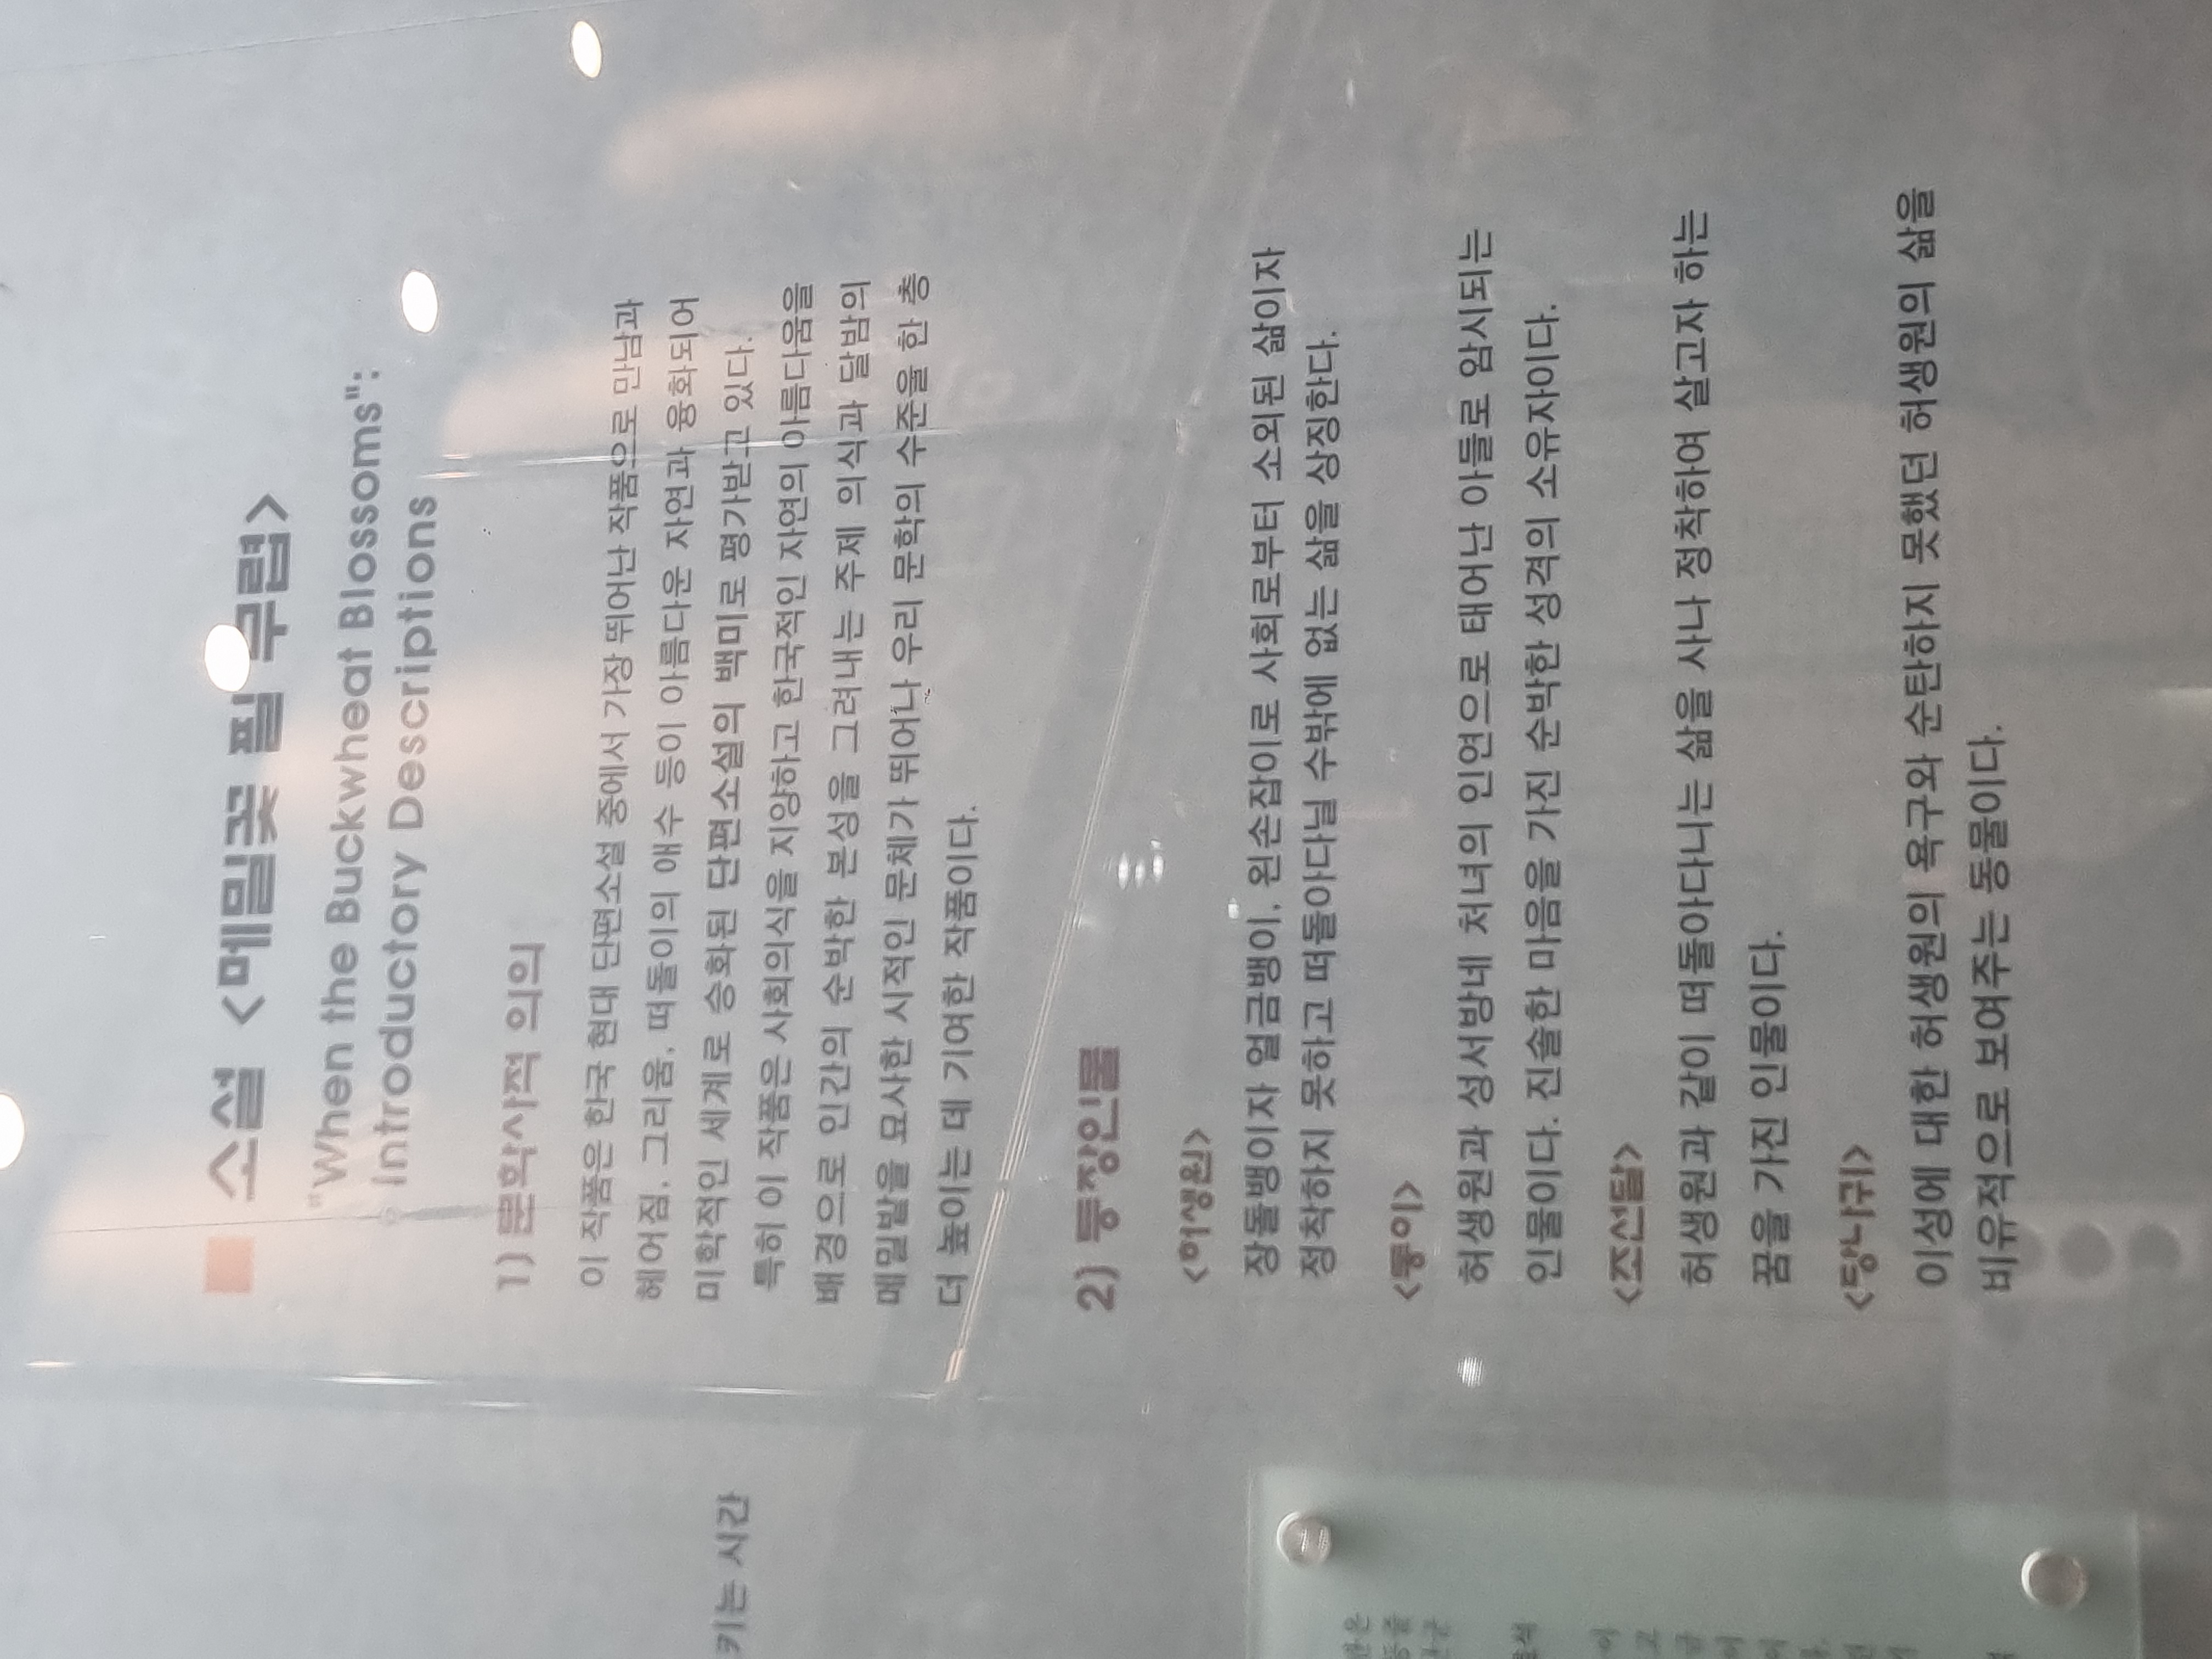 소설 <메밀꽃 필 무렵>
"When the Buckwheat Blossoms":
Introductory Descriptions
1) 문학사적 의의
이 작품은 한국 현대 단편소설 중에서 가장 뛰어난 작품으로 만남과
헤어짐, 그리움, 떠돌이의 애수 등이 아름다운 자연과 융화되어
미학적인 세계로 승화된 단편소설의 백미로 평가받고 있다.
특히 이 작품은 사회의식을 지양하고 한국적인 자연의 아름다움을
배경으로 인간의 순박한 본성을 그려내는 주제 의식과 달밤의
메밀밭을 묘사한 시적인 문체가 뛰어나 우리 문학의 수준을 한 층
더 높이는 데 기여한 작품이다.
2) 등장인물
<허생원>
장돌뱅이자 얼금뱅이, 왼손잡이로 사회로부터 소외된 삶이자
정착하지 못하고 떠돌아다닐 수밖에 없는 삶을 상징한다.
<동이>
허생원과 성서방네 처녀의 인연으로 태어난 아들로 암시되는
인물이다. 진솔한 마음을 가진 순박한 성격의 소유자이다.
<조선달>
허생원과 같이 떠돌아다니는 삶을 사나 정착하여 살고자 하는
꿈을 가진 인물이다.
<당나귀>
이성에 대한 허생원의 욕구와 순탄하지 못했던 허생원의 삶을
비유적으로 보여주는 동물이다.
키는 시간